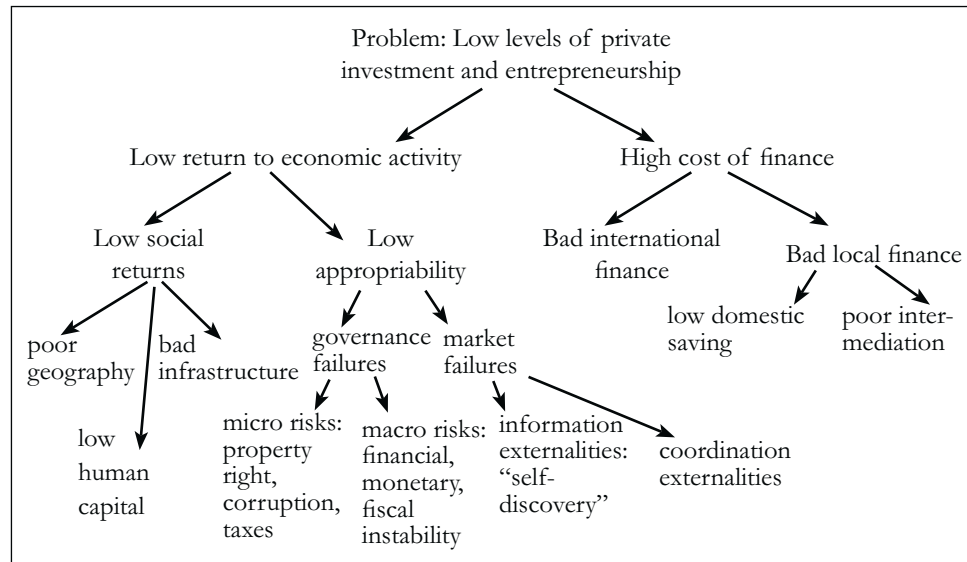 Problem: Low levels of private
investment and entrepreneurship
Low return to economic activity
High cost of finance
Low social
returns
Low
appropriability
Bad international
finance
Bad local finance
poor
geography
bad
infrastructure
low
human
capital
governance
failures
market
failures
low domestic
saving
poor inter-
mediation
micro risks:
property
right,
corruption,
taxes
macro risks:
financial,
monetary,
fiscal
instability
information
externalities:
“self-
discovery”
coordination
externalities